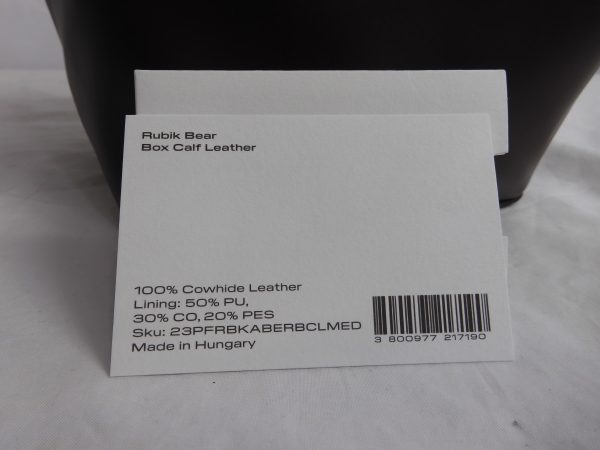 Rubik Bear
Box Calf Leather
100% Cowhide Leather
Lining: 50% PU,
30% CO, 20% PES
Sku: 23PFRBKABERBCLMED
Made in Hungary
3 800977 217190